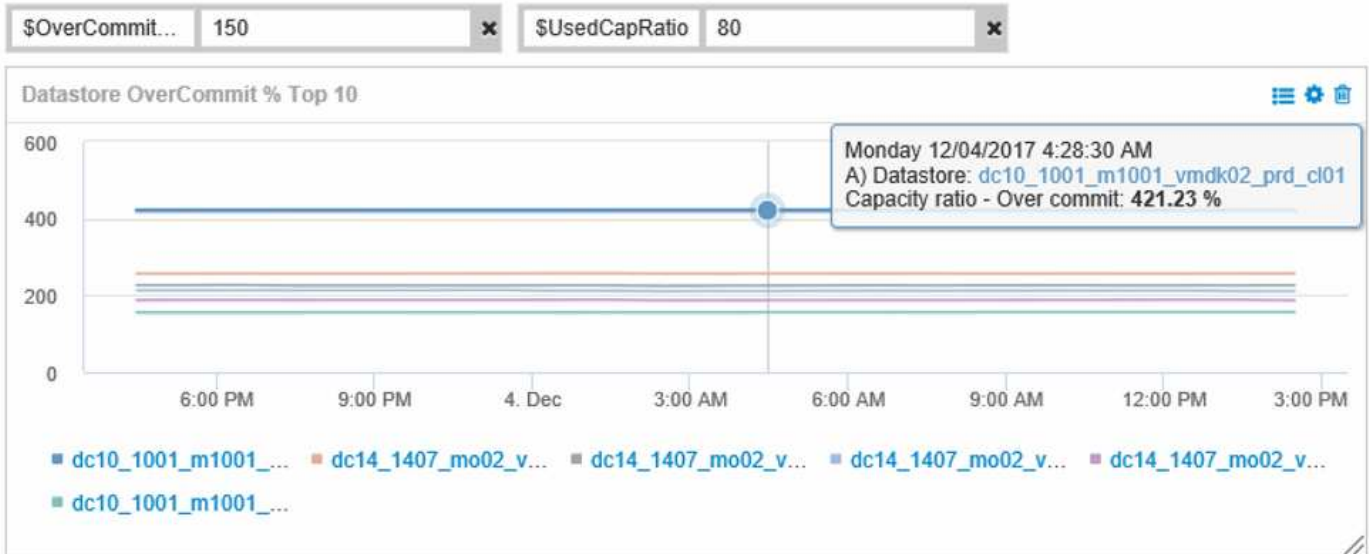 $OverCommit... 150 × $UsedCapRatio 80 ×
Datastore OverCommit % Top 10
600
Monday 12/04/2017 4:28:30 AM
A) Datastore: dc10_1001_m1001_vmdk02_prd_cl01
Capacity ratio - Over commit: 421.23 %
400
200
0
6:00 PM 9:00 PM 4. Dec 3:00 AM 6:00 AM 9:00 AM 12:00 PM 3:00 PM
dc10_1001_m1001_... dc14_1407_mo02_v... dc14_1407_mo02_v... dc14_1407_mo02_v... dc14_1407_mo02_v...
dc10_1001_m1001_...